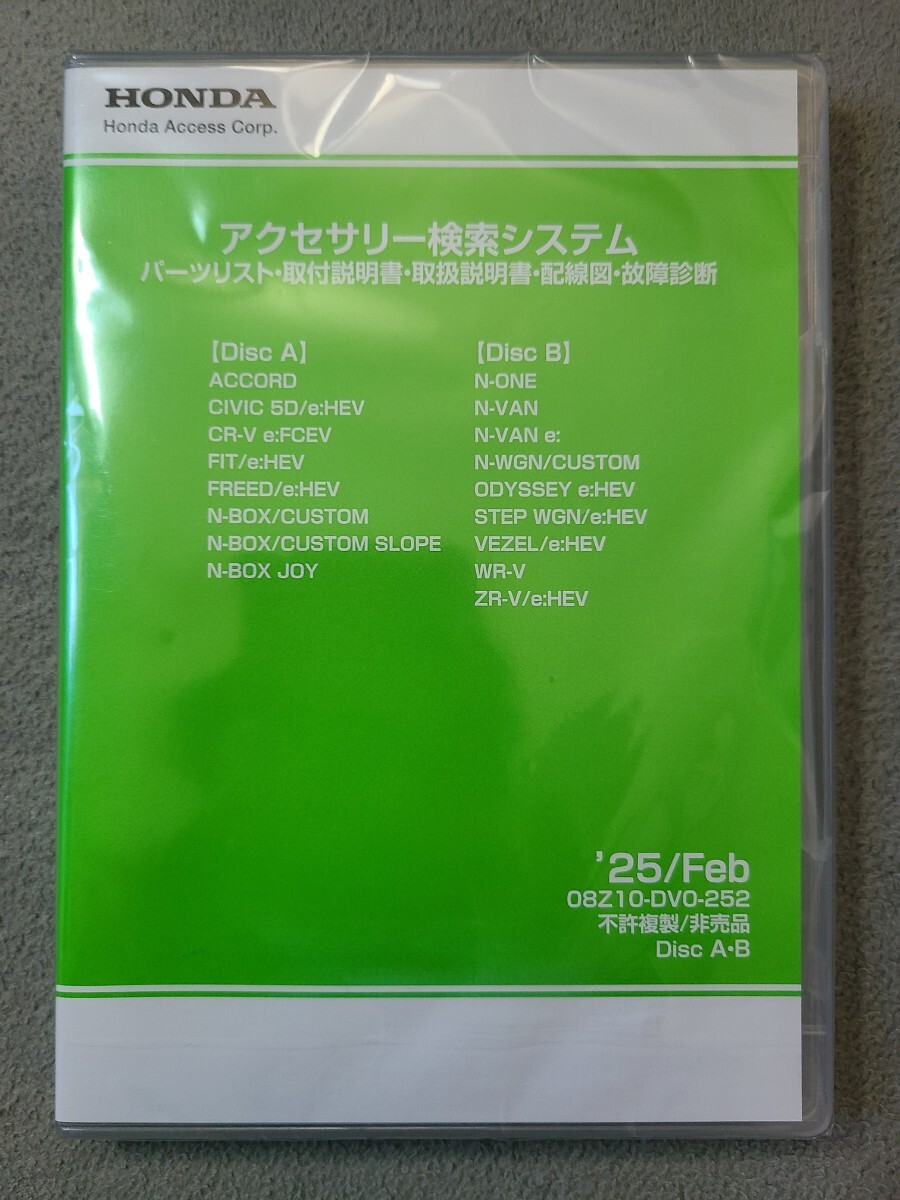 HONDA
Honda Access Corp.
アクセサリー検索システム
パーツリスト・取付説明書・取扱説明書・配線図・故障診断
【Disc A】
ACCORD
CIVIC 5D/e:HEV
CR-V e:FCEV
FIT/e:HEV
FREED/e:HEV
N-BOX/CUSTOM
N-BOX/CUSTOM SLOPE
N-BOX JOY
【Disc B】
N-ONE
N-VAN
N-VAN e:
N-WGN/CUSTOM
ODYSSEY e:HEV
STEP WGN/e:HEV
VEZEL/e:HEV
WR-V
ZR-V/e:HEV
’25/Feb
08Z10-DV0-252
不許複製/非売品
Disc A・B